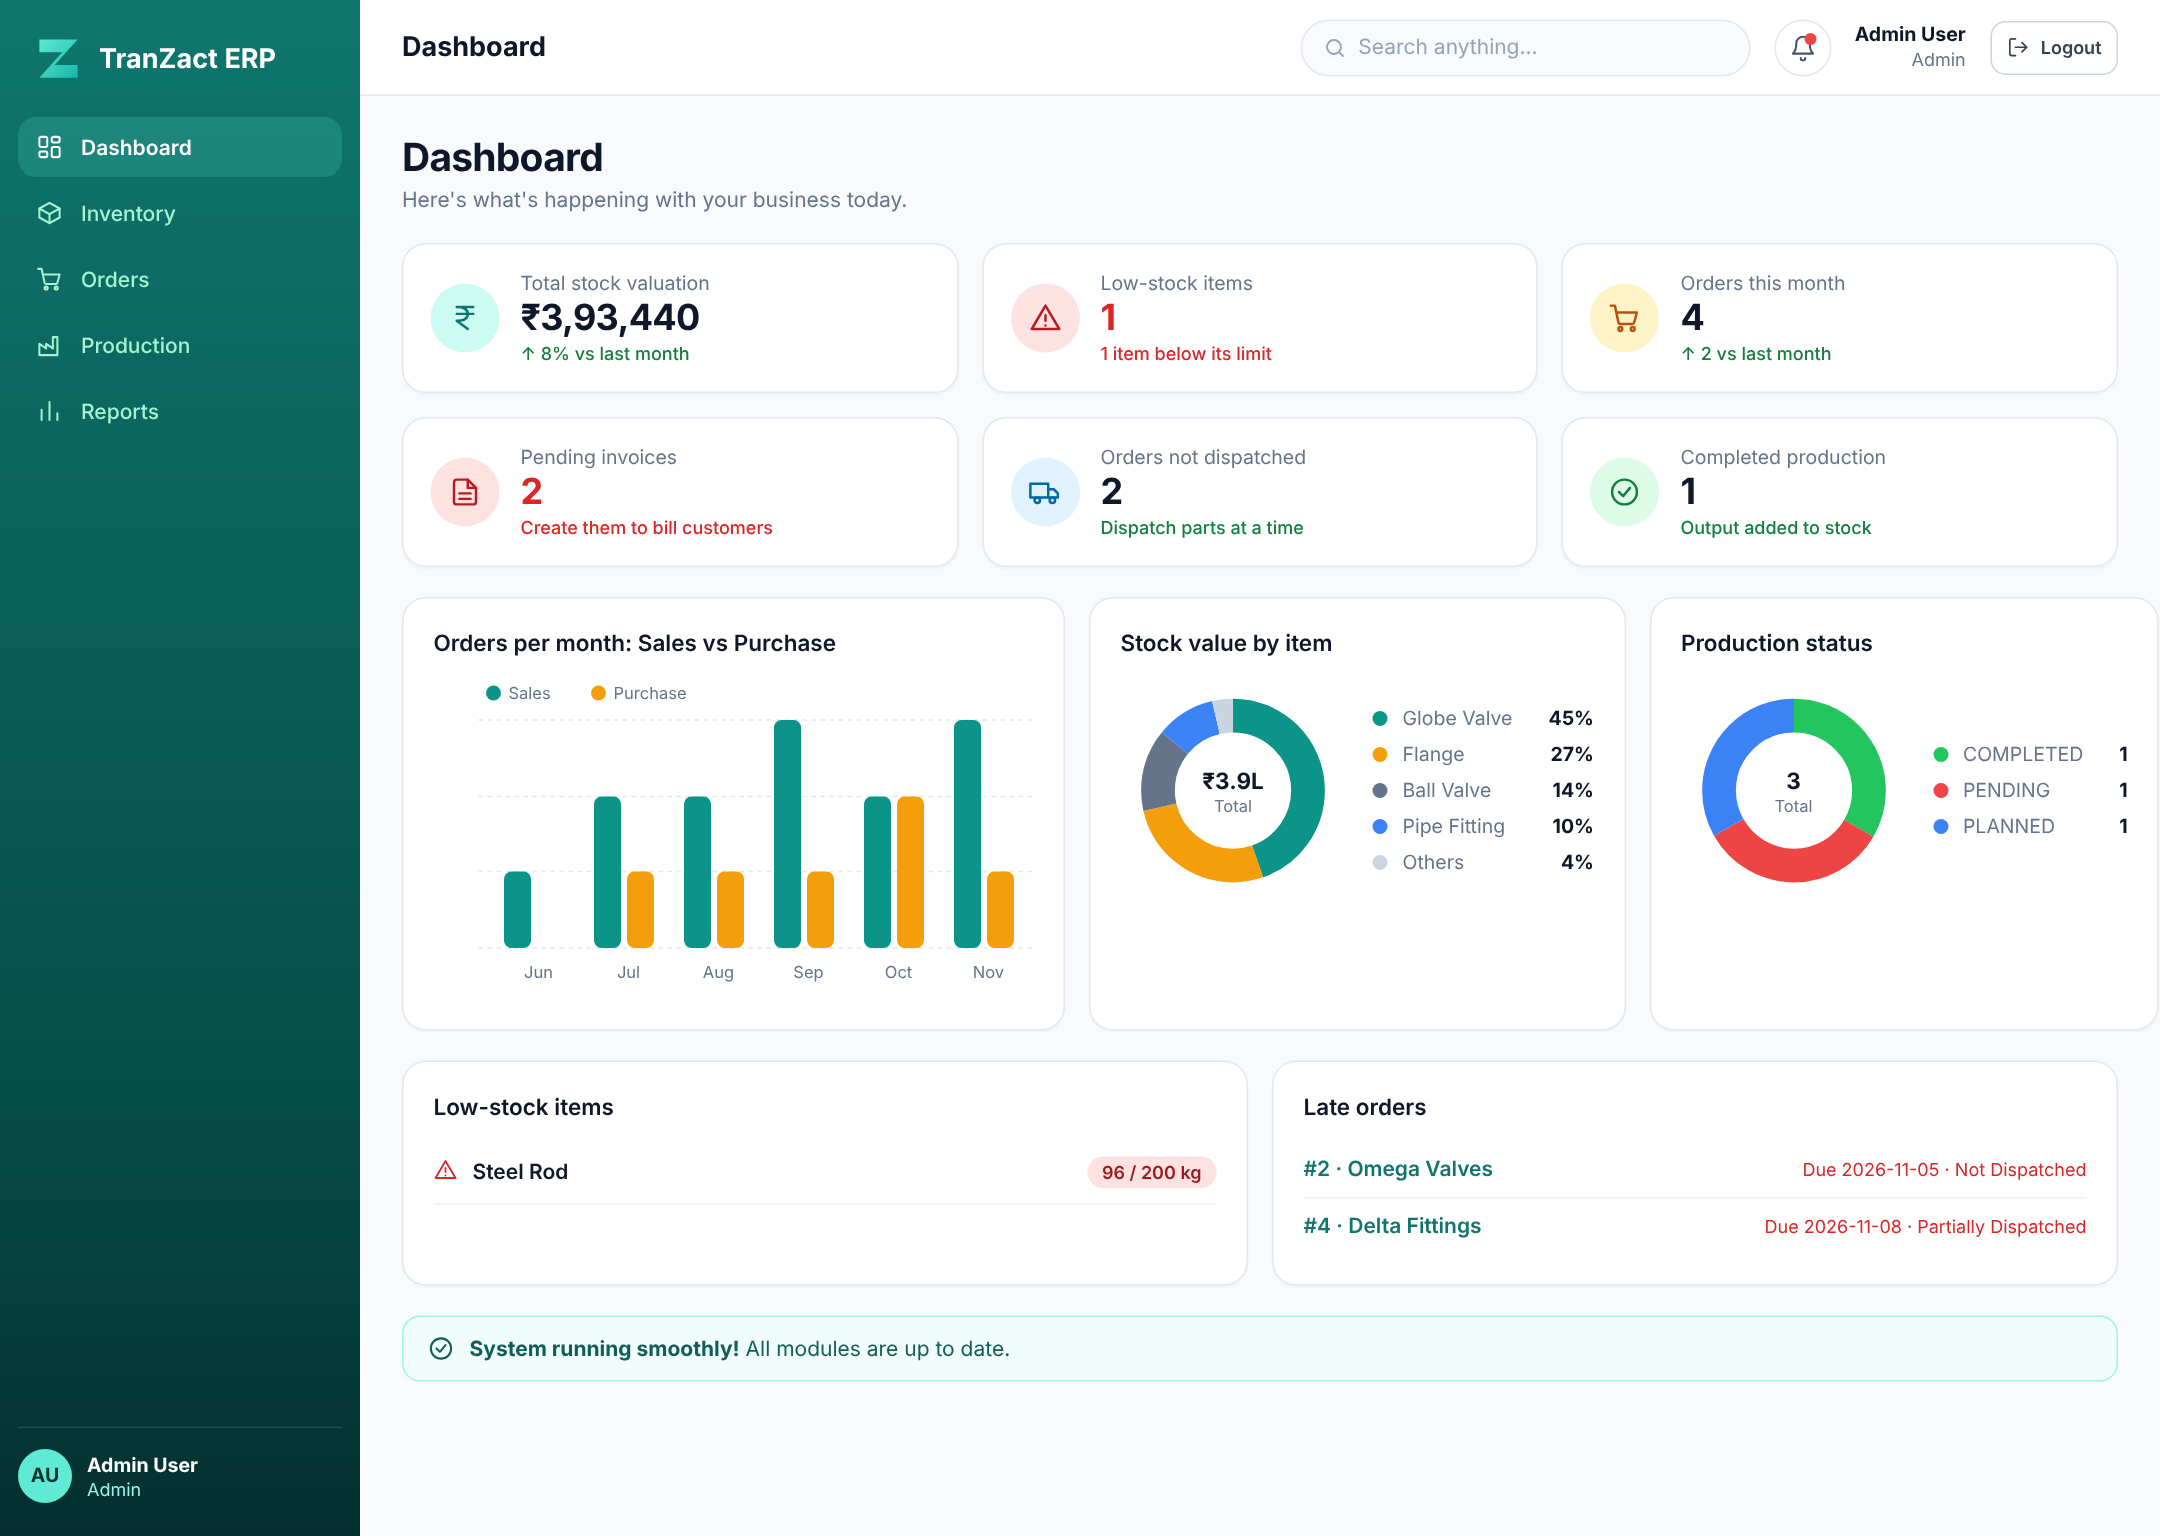 TranZact ERP
Dashboard
Inventory
Orders
Production
Reports
AU
Admin User
Admin
Dashboard
Search anything...
Admin User
Admin
Logout
Dashboard
Here's what's happening with your business today.
Total stock valuation
₹3,93,440
↑ 8% vs last month
Low-stock items
1
1 item below its limit
Orders this month
4
↑ 2 vs last month
Pending invoices
2
Create them to bill customers
Orders not dispatched
2
Dispatch parts at a time
Completed production
1
Output added to stock
Orders per month: Sales vs Purchase
Sales Purchase
Jun Jul Aug Sep Oct Nov
Stock value by item
₹3.9L
Total
Globe Valve 45%
Flange 27%
Ball Valve 14%
Pipe Fitting 10%
Others 4%
Production status
3
Total
COMPLETED 1
PENDING 1
PLANNED 1
Low-stock items
Steel Rod 96 / 200 kg
Late orders
#2 · Omega Valves Due 2026-11-05 · Not Dispatched
#4 · Delta Fittings Due 2026-11-08 · Partially Dispatched
System running smoothly! All modules are up to date.